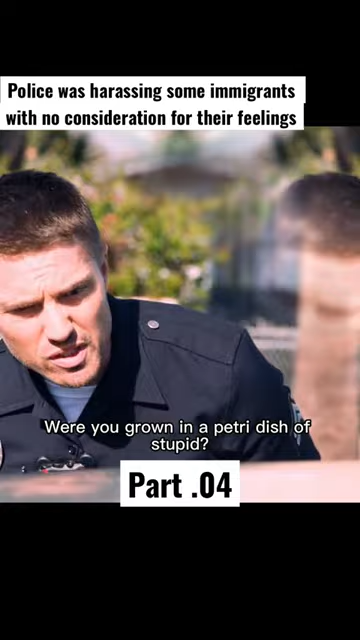 Police was harassing some immigrants
with no consideration for their feelings
Were you grown in a petri dish of
stupid?
Part .04